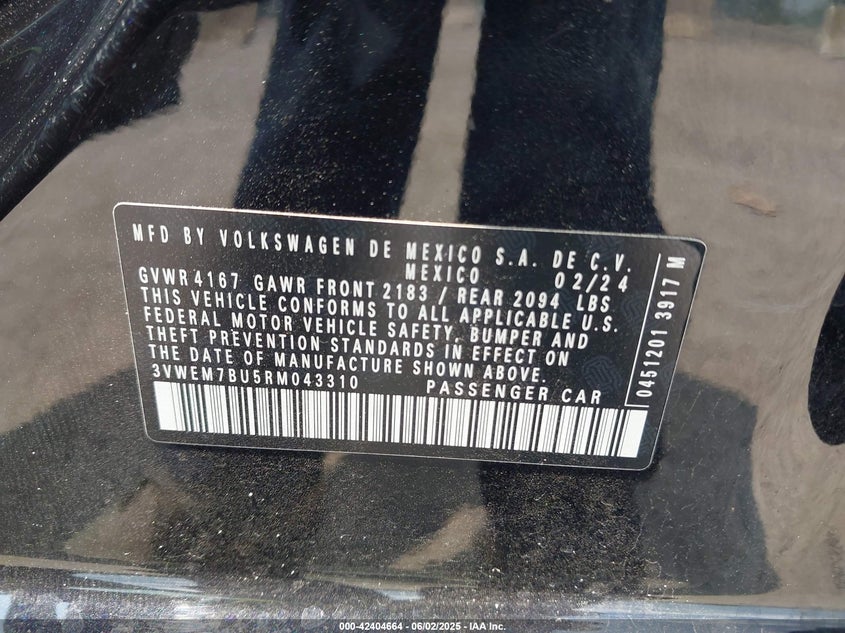 MFD BY VOLKSWAGEN DE MEXICO S.A. DE C.V.
MEXICO 02/24
GVWR 4167 GAWR FRONT 2183 / REAR 2094 LBS
THIS VEHICLE CONFORMS TO ALL APPLICABLE U.S.
FEDERAL MOTOR VEHICLE SAFETY, BUMPER AND
THEFT PREVENTION STANDARDS IN EFFECT ON
THE DATE OF MANUFACTURE SHOWN ABOVE.
3VWEM7BU5RM043310 PASSENGER CAR
0451201 3917 M
000-42404664 - 06/02/2025 - IAA Inc.